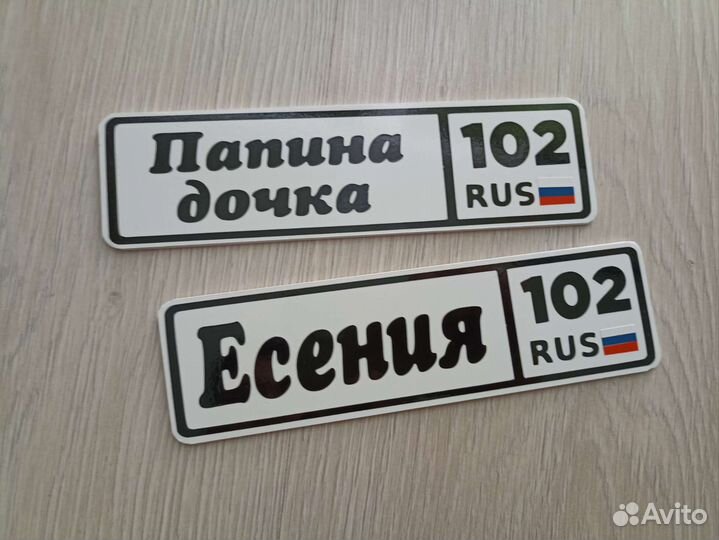 Папина
дочка
102
RUS
Есения
102
RUS
Avito